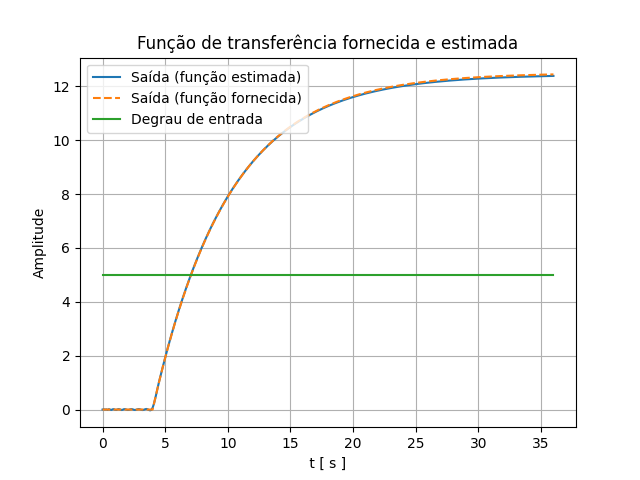 Função de transferência fornecida e estimada
Saída (função estimada)
Saída (função fornecida)
Degrau de entrada
Amplitude
12
10
8
6
4
2
0
0 5 10 15 20 25 30 35
t [ s ]